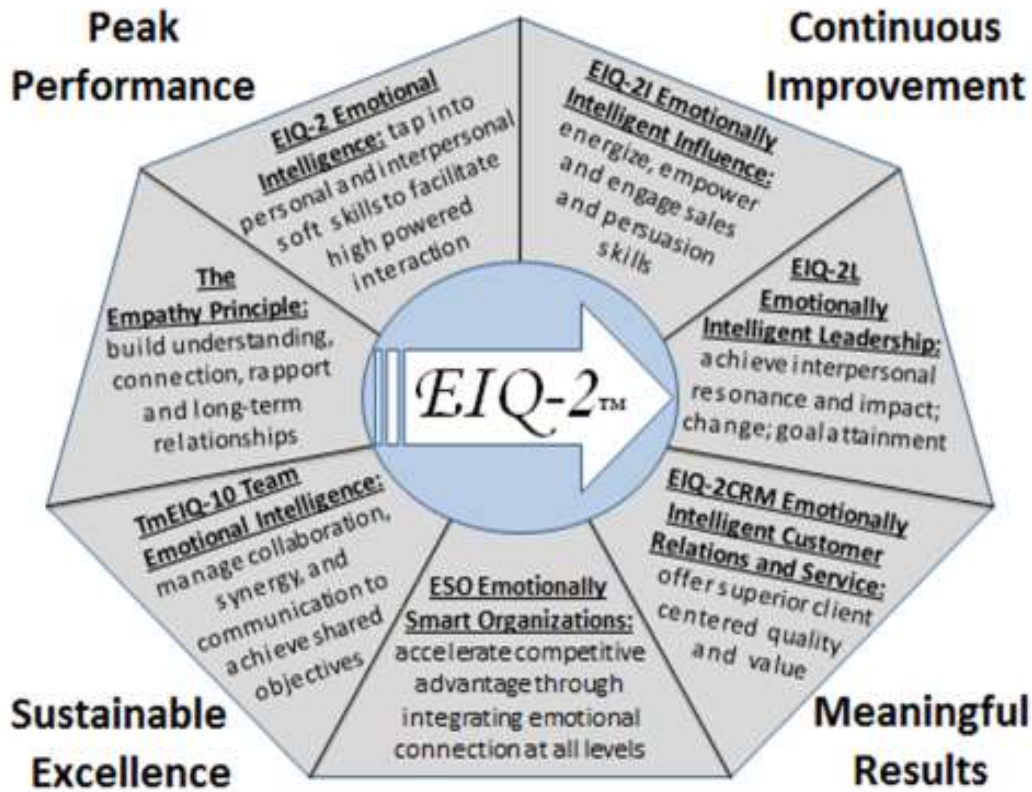 Peak
Performance
Continuous
Improvement
EIQ-2 Emotional
Intelligence: tap into
personal and interpersonal
soft skills to facilitate
high powered
interaction
EIQ-2I Emotionally
Intelligent Influence:
energize, empower
and engage sales
and persuasion
skills
EIQ-2L
Emotionally
Intelligent Leadership:
achieve interpersonal
resonance and impact;
change; goal attainment
EIQ-2CRM Emotionally
Intelligent Customer
Relations and Service:
offer superior client
centered quality
and value
ESO Emotionally
Smart Organizations:
accelerate competitive
advantage through
integrating emotional
connection at all levels
TmEIQ-10 Team
Emotional Intelligence:
manage collaboration,
synergy, and
communication to
achieve shared
objectives
The
Empathy Principle:
build understanding,
connection, rapport
and long-term
relationships
EIQ-2™
Sustainable
Excellence
Meaningful
Results